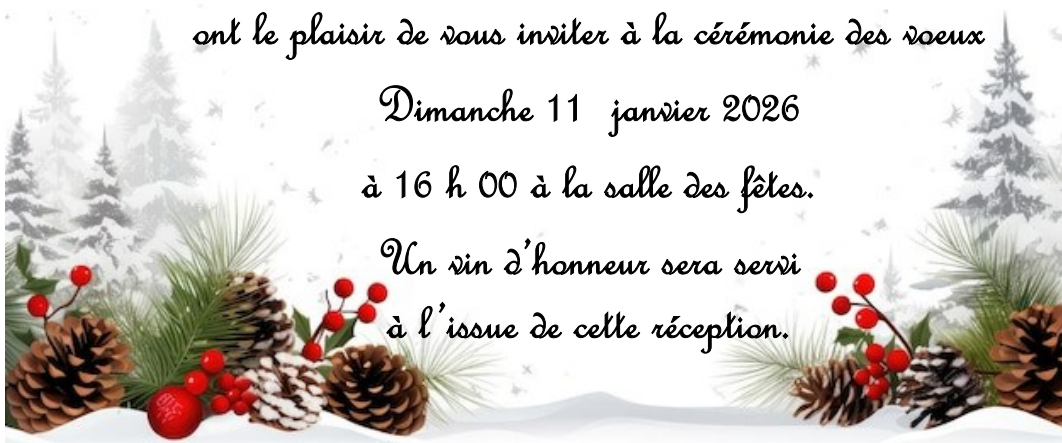 ont le plaisir de vous inviter à la cérémonie des voeux
Dimanche 11 janvier 2026
à 16 h 00 à la salle des fêtes.
Un vin d'honneur sera servi
à l'issue de cette réception.